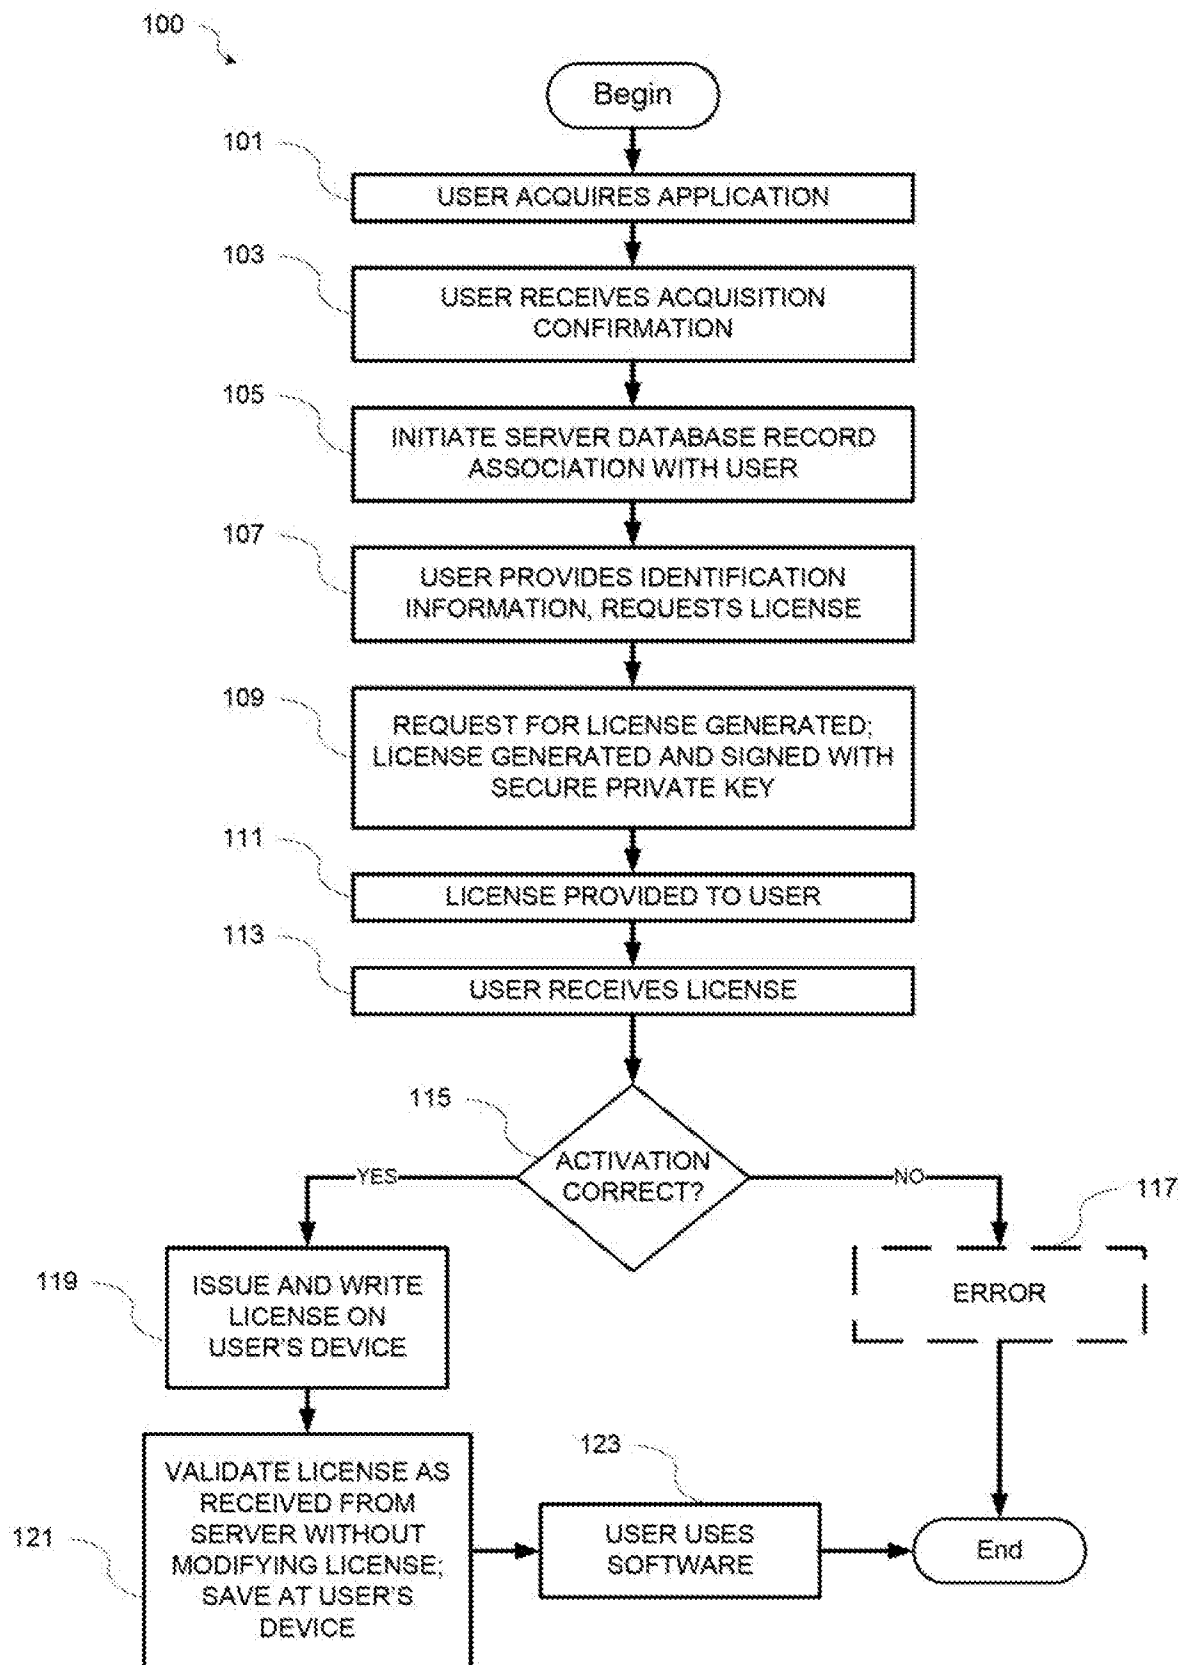 100
Begin
101
USER ACQUIRES APPLICATION
103
USER RECEIVES ACQUISITION
CONFIRMATION
105
INITIATE SERVER DATABASE RECORD
ASSOCIATION WITH USER
107
USER PROVIDES IDENTIFICATION
INFORMATION, REQUESTS LICENSE
109
REQUEST FOR LICENSE GENERATED;
LICENSE GENERATED AND SIGNED WITH
SECURE PRIVATE KEY
111
LICENSE PROVIDED TO USER
113
USER RECEIVES LICENSE
115
ACTIVATION
CORRECT?
YES
NO
117
119
ISSUE AND WRITE
LICENSE ON
USER'S DEVICE
ERROR
121
VALIDATE LICENSE AS
RECEIVED FROM
SERVER WITHOUT
MODIFYING LICENSE;
SAVE AT USER'S
DEVICE
123
USER USES
SOFTWARE
End